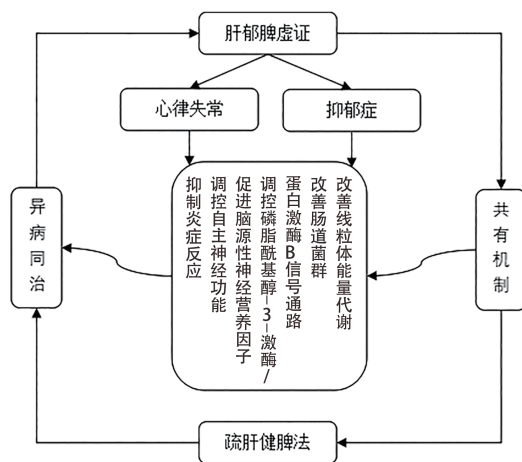 肝郁脾虚证
心律失常
抑郁症
异病同治
抑制炎症反应
调控自主神经功能
促进脑源性神经营养因子
调控磷脂酰基醇-3-激酶/
蛋白激酶B信号通路
改善肠道菌群
改善线粒体能量代谢
共有机制
疏肝健脾法